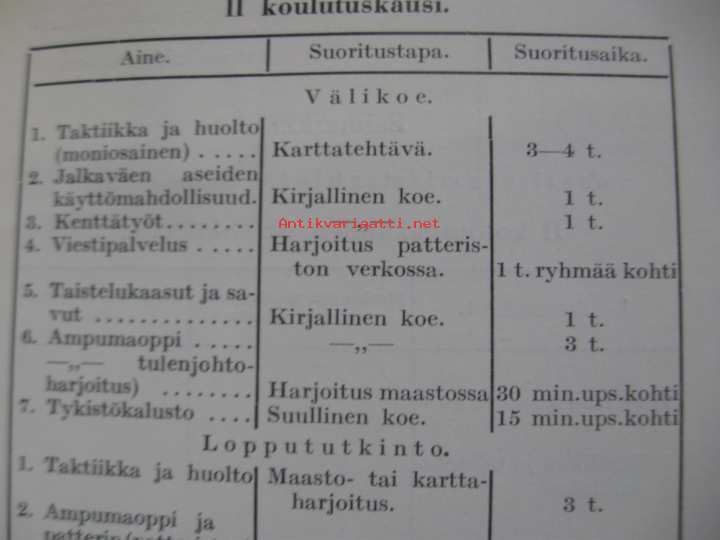 II koulutuskausi.
Aine. Suoritustapa. Suoritusaika.
Välikoe.
1. Taktiikka ja huolto
(moniosainen) ..... Karttatehtävä. 3—4 t.
2. Jalkaväen aseiden
käyttömahdollisuud. Kirjallinen koe. 1 t.
3. Kenttätyöt........ —„— 1 t.
Antikvariaatti.net
4. Viestipalvelus ..... Harjoitus patteris-
ton verkossa. 1 t. ryhmää kohti
5. Taistelukaasut ja sa-
vut .............. Kirjallinen koe. 1 t.
6. Ampumaoppi ..... —„— 3 t.
—„— tulenjohto-
harjoitus) ........ Harjoitus maastossa 30 min.ups.kohti
7. Tykistökalusto .... Suullinen koe. 15 min.ups.kohti
Lopputukinto.
1. Taktiikka ja huolto Maasto- tai kartta-
harjoitus. 3 t.
2. Ampumaoppi ja